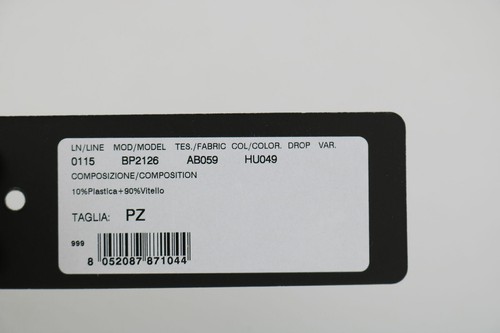 LN/LINE MOD/MODEL TES./FABRIC COL/COLOR. DROP VAR.
0115 BP2126 AB059 HU049
COMPOSIZIONE/COMPOSITION
10%Plastica+90%Vitello
TAGLIA: PZ
999
8 052087 871044